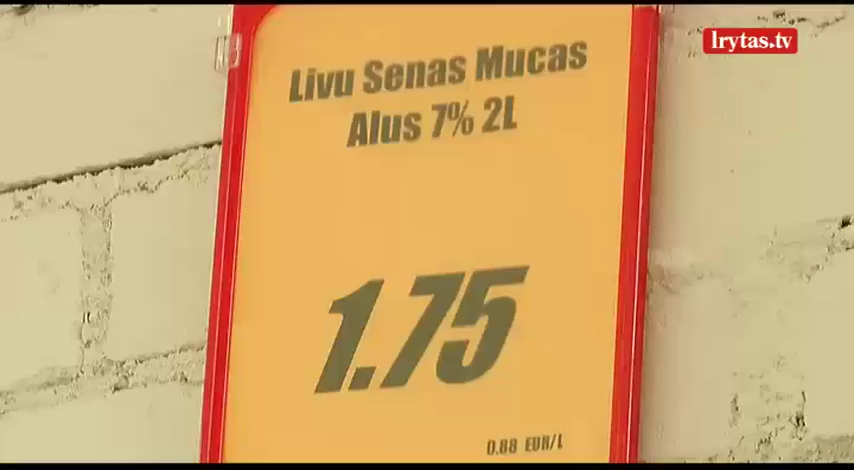 lrytas.tv
Livu Senas Mucas
Alus 7% 2L
1.75
0.88 EUR/L